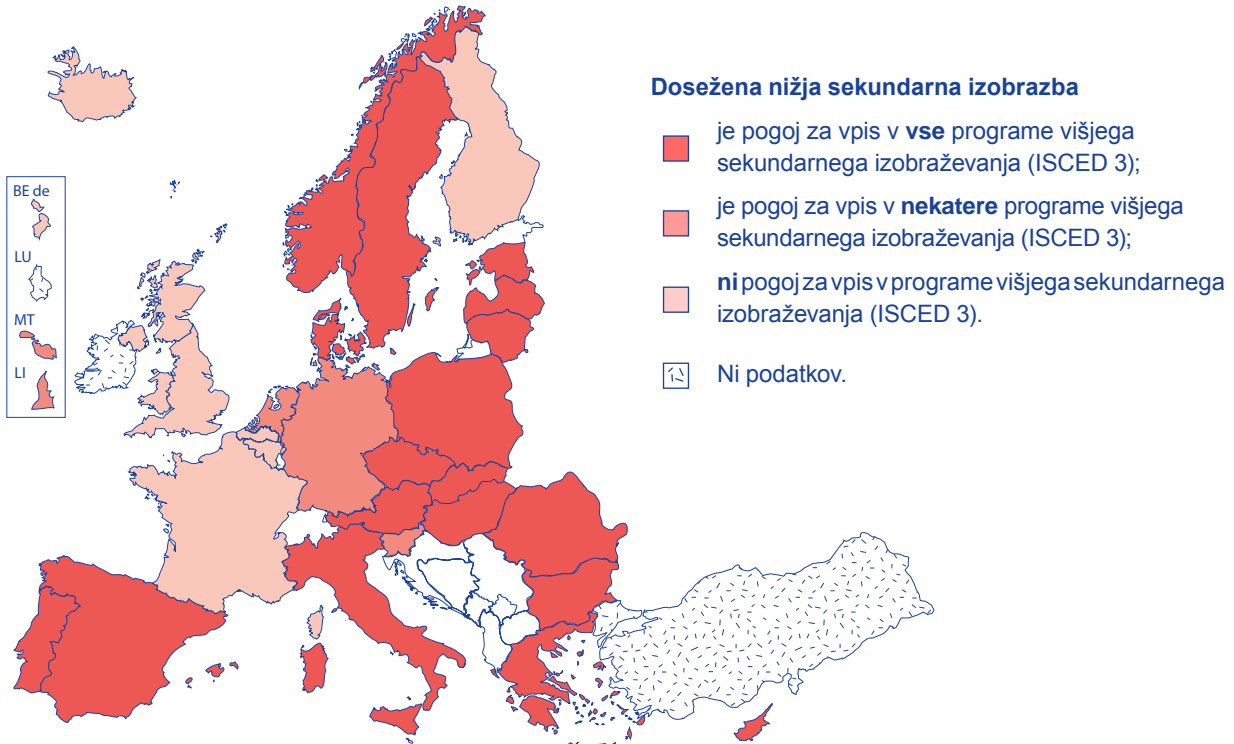 Dosežena nižja sekundarna izobrazba
je pogoj za vpis v vse programe višjega
sekundarnega izobraževanja (ISCED 3);
je pogoj za vpis v nekatere programe višjega
sekundarnega izobraževanja (ISCED 3);
ni pogoj za vpis v programe višjega sekundarnega
izobraževanja (ISCED 3).
Ni podatkov.
BE de
LU
MT
LI